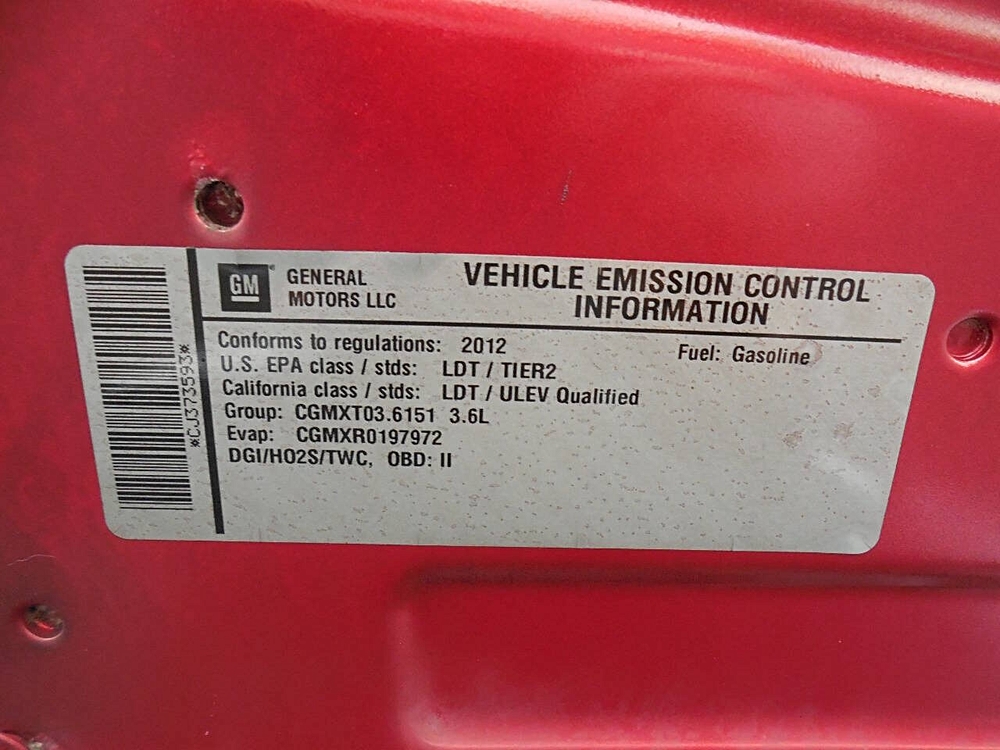 *CJ373593*
GM
GENERAL
MOTORS LLC
VEHICLE EMISSION CONTROL
INFORMATION
Conforms to regulations: 2012
Fuel: Gasoline
U.S. EPA class / stds: LDT / TIER2
California class / stds: LDT / ULEV Qualified
Group: CGMXT03.6151 3.6L
Evap: CGMXR0197972
DGI/HO2S/TWC, OBD: II